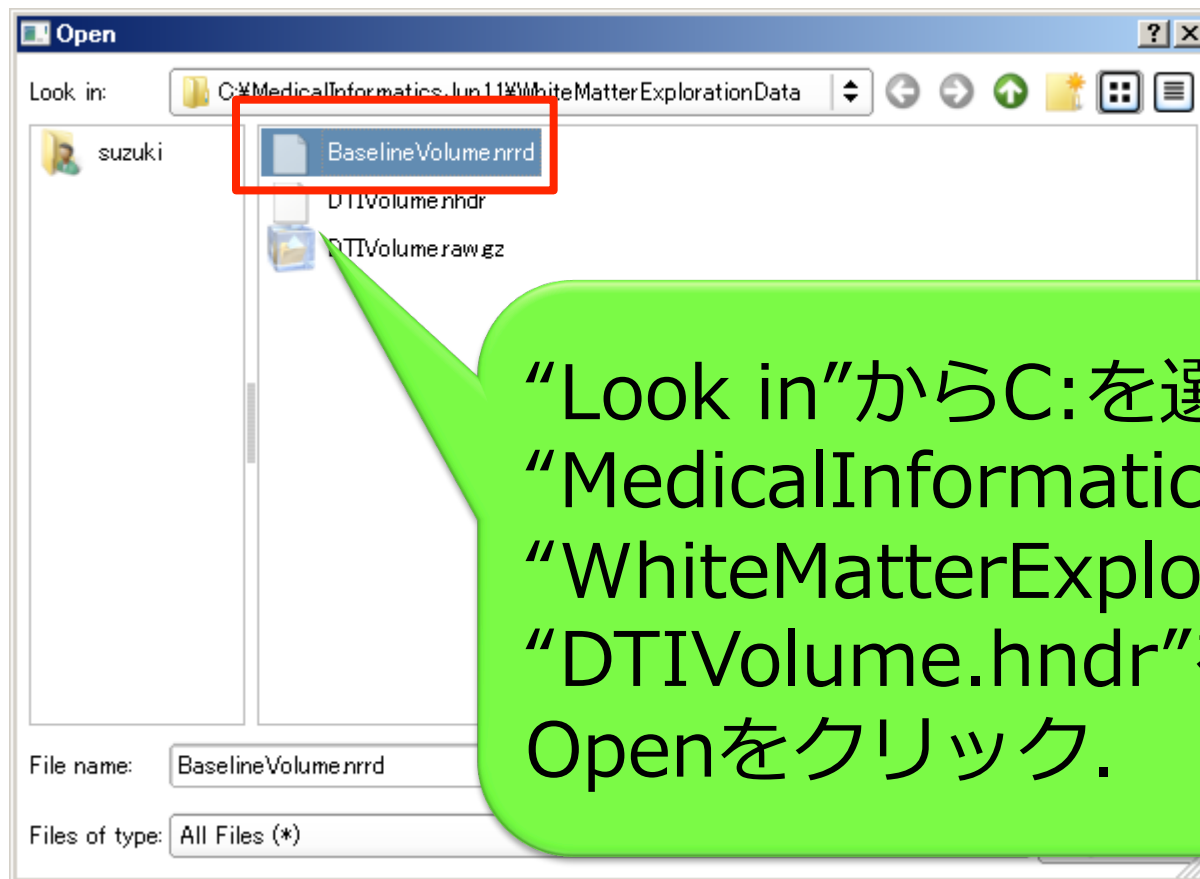 Open
Look in:
C:¥MedicalInformaticsJun11¥WhiteMatterExplorationData
suzuki
BaselineVolume.nrrd
DTIVolume.nhdr
DTIVolume.raw.gz
“Look in”からC:を選
“MedicalInformatic
“WhiteMatterExplo
“DTIVolume.hndr”
Openをクリック.
File name:
BaselineVolume.nrrd
Files of type:
All Files (*)